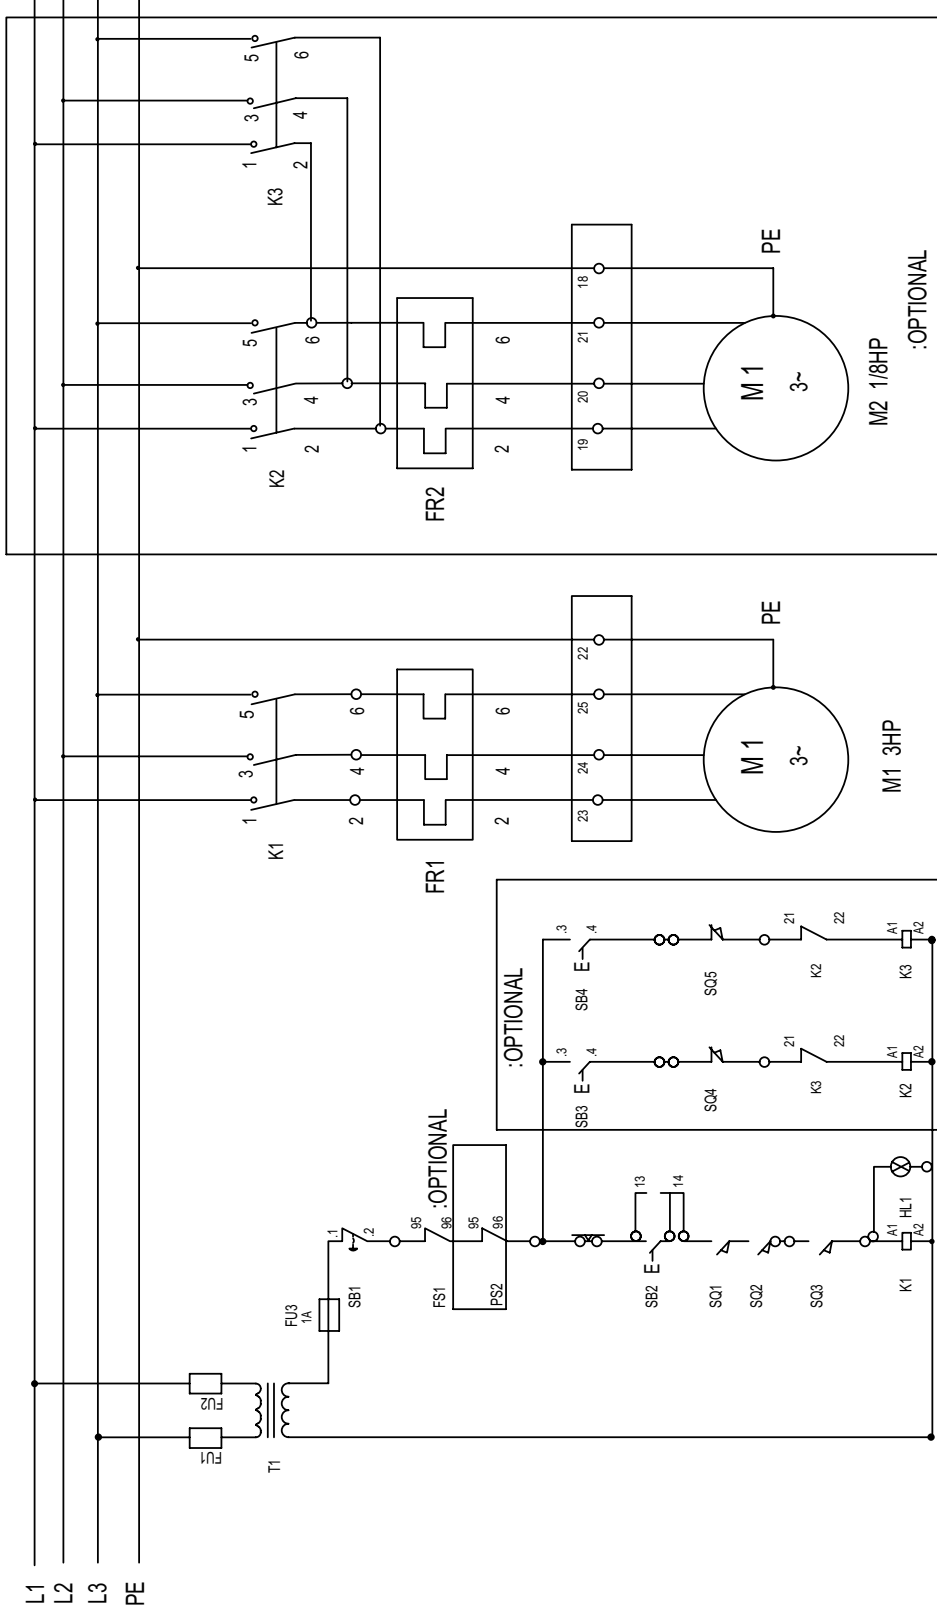 L1
L2
L3
PE
FU1
FU2
T1
FU3
1A
SB1
.1
.2
FS1
95
96
:OPTIONAL
PS2
95
96
SB2
13
14
SQ1
SQ2
SQ3
HL1
K1
A1
A2
:OPTIONAL
SB3
.3
.4
SQ4
K3
21
22
K2
A1
A2
SB4
.3
.4
SQ5
K2
21
22
K3
A1
A2
K1
1
3
5
2
4
6
FR1
2
4
6
23
24
25
22
PE
M 1
3~
M1 3HP
K2
1
3
5
2
4
6
K3
1
3
5
2
4
6
FR2
2
4
6
19
20
21
18
PE
M 1
3~
M2 1/8HP
:OPTIONAL